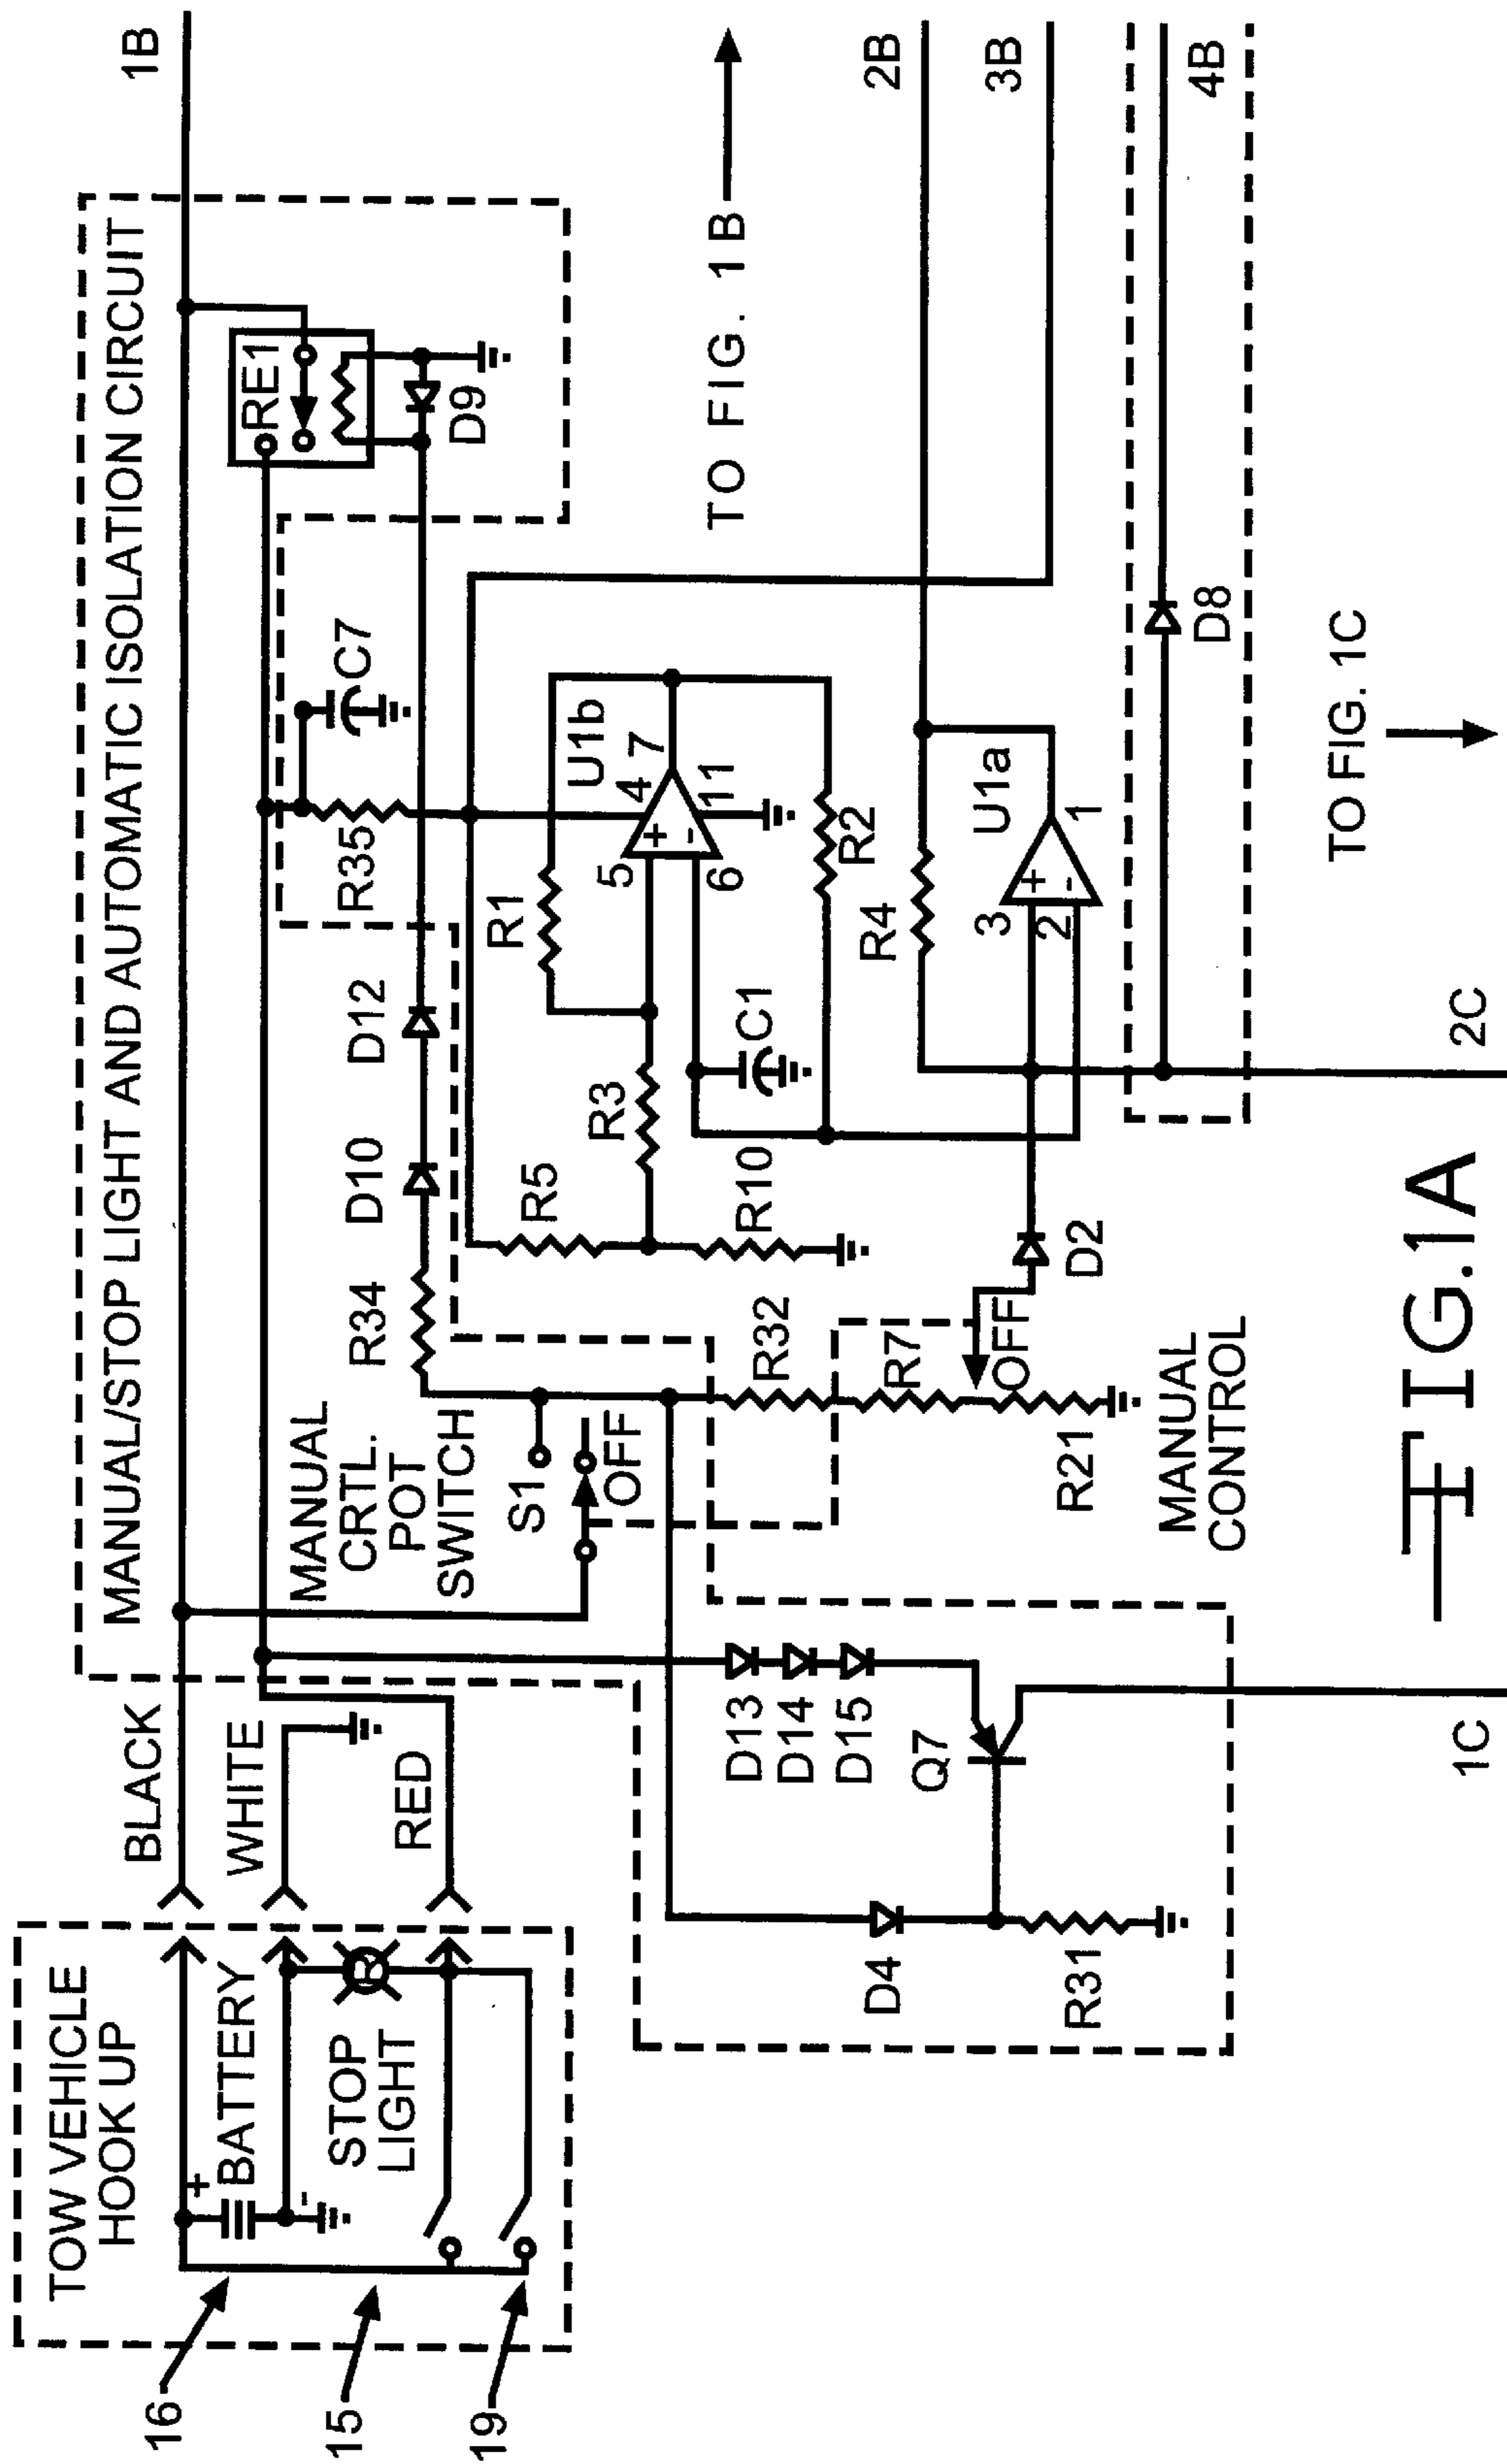 TOW VEHICLE
HOOK UP
BATTERY
+
-
STOP
LIGHT
R
16
15
19
BLACK
WHITE
RED
MANUAL/STOP LIGHT AND AUTOMATIC ISOLATION CIRCUIT
1B
RE1
D9
MANUAL
CRTL.
POT
SWITCH
S1
OFF
R34
D10
D12
R35
C7
TO FIG. 1B
D13
D14
D15
Q7
D4
R31
R32
R7
OFF
R21
MANUAL
CONTROL
D2
R5
R10
R3
R1
C1
5
6
+
-
4
7
11
U1b
R2
R4
3
2
+
-
1
U1a
2B
3B
4B
D8
1C
2C
TO FIG. 1C
FIG.1A